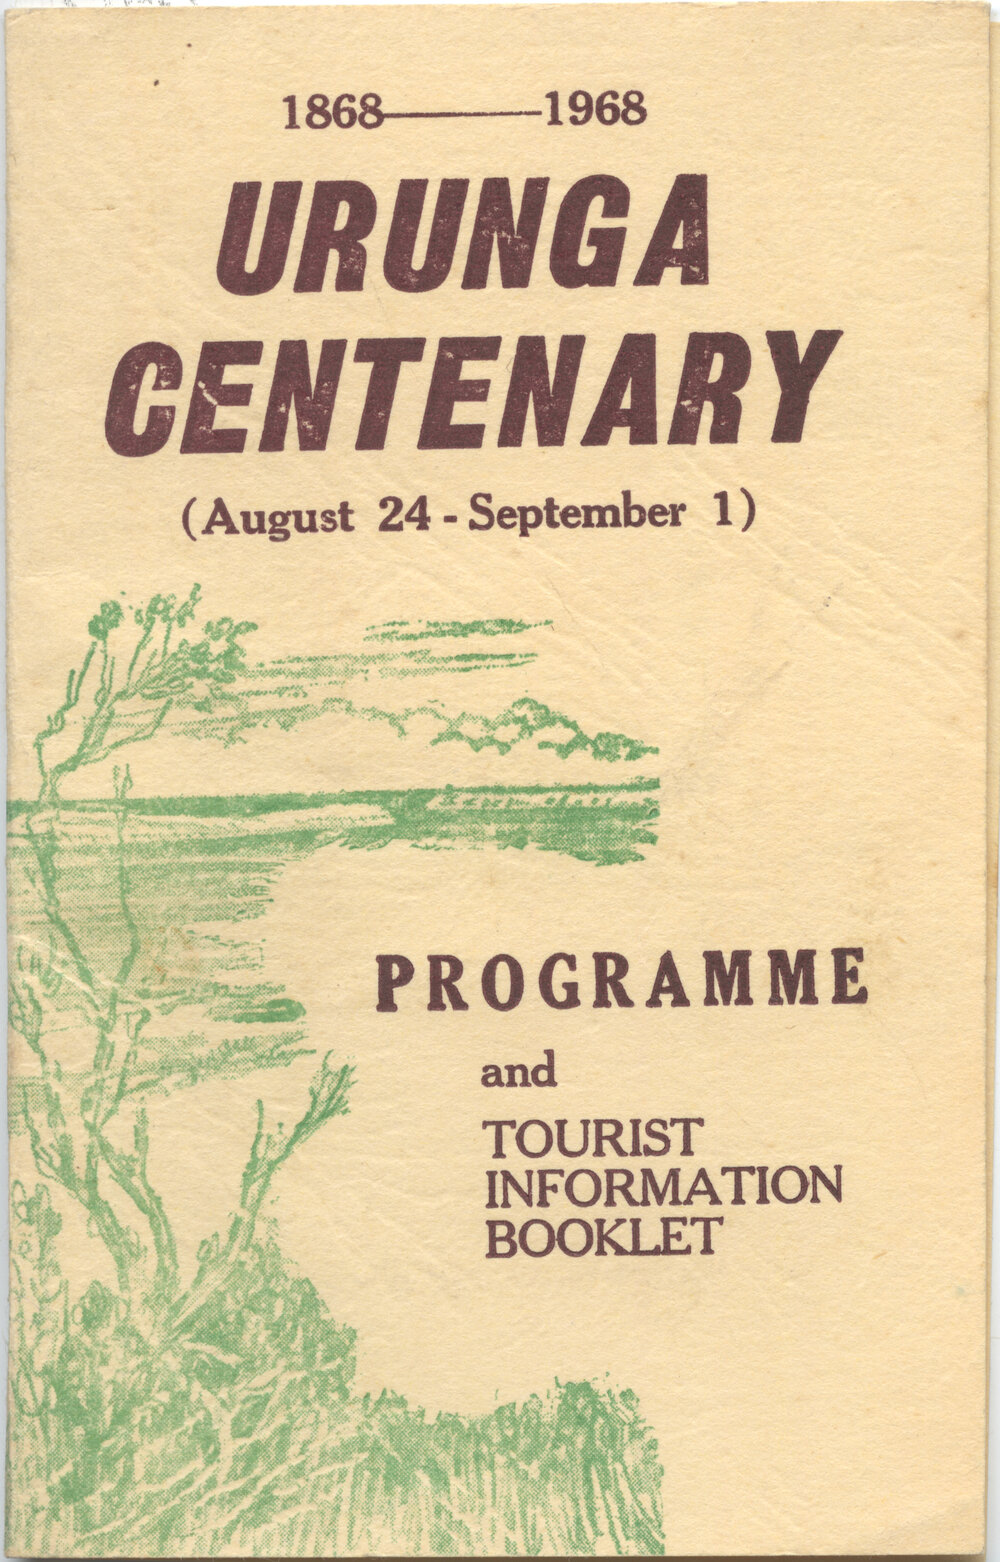 1868——1968
URUNGA
CENTENARY
(August 24 - September 1)
PROGRAMME
and
TOURIST
INFORMATION
BOOKLET